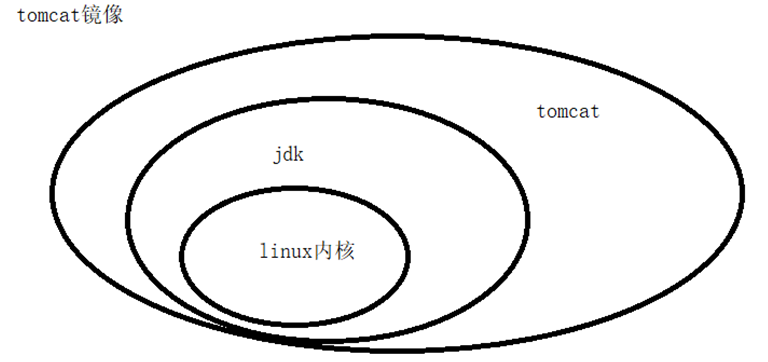 tomcat镜像
tomcat
jdk
linux内核